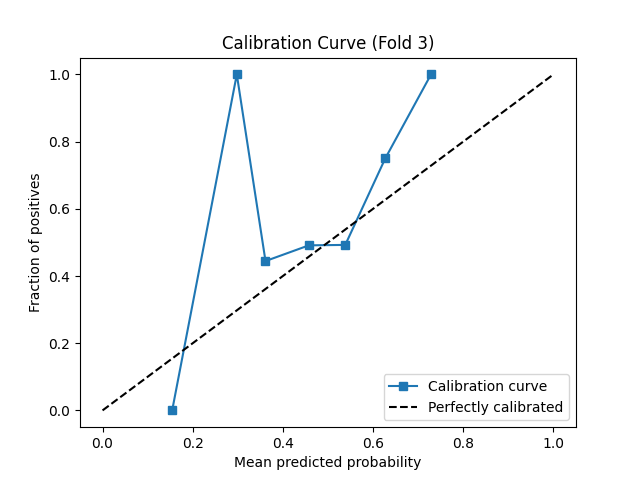 Calibration Curve (Fold 3)
1.0
0.8
0.6
0.4
0.2
0.0
Fraction of positives
0.0 0.2 0.4 0.6 0.8 1.0
Mean predicted probability
Calibration curve
Perfectly calibrated